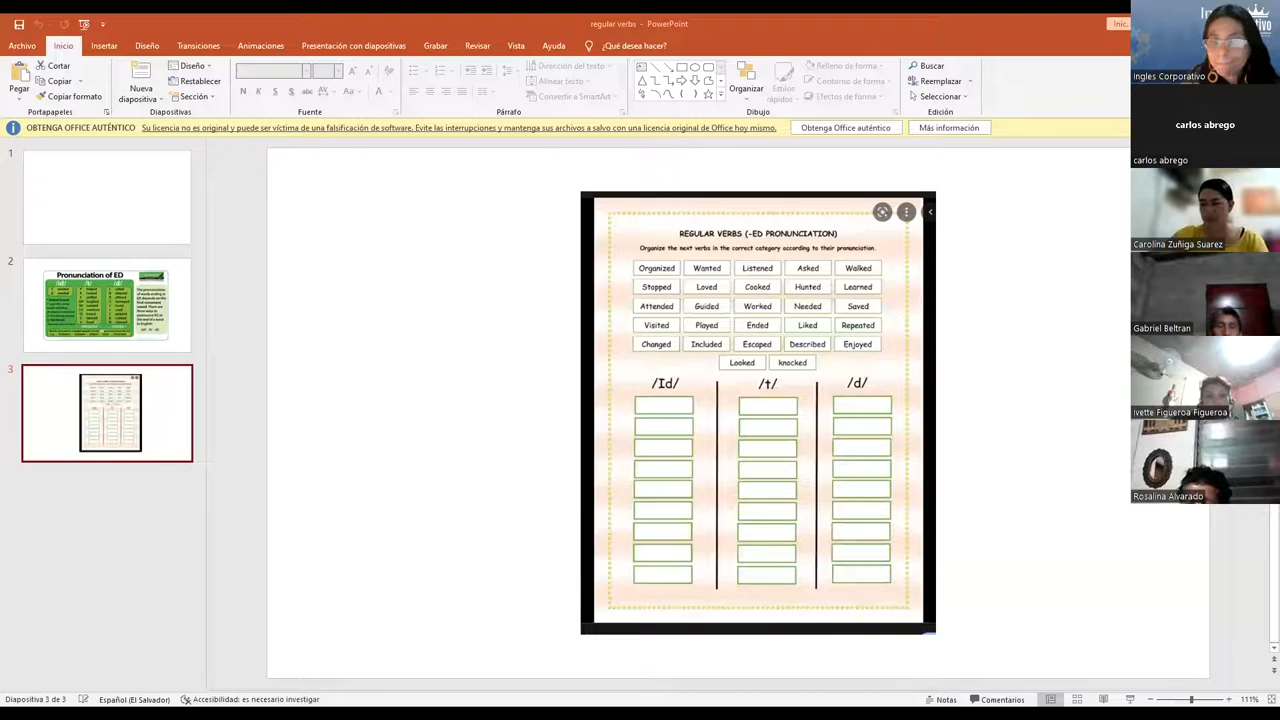 regular verbs - PowerPoint
Inic.
Archivo Inicio Insertar Diseño Transiciones Animaciones Presentación con diapositivas Grabar Revisar Vista Ayuda ¿Qué desea hacer?
Pegar
Cortar
Copiar
Copiar formato
Portapapeles
Nueva diapositiva
Diseño
Restablecer
Sección
Diapositivas
N K S
Fuente
Dirección del texto
Alinear texto
Convertir a SmartArt
Párrafo
Organizar
Estilos rápidos
Relleno de forma
Contorno de forma
Efectos de forma
Dibujo
Buscar
Reemplazar
Seleccionar
Edición
OBTENGA OFFICE AUTÉNTICO Su licencia no es original y puede ser víctima de una falsificación de software. Evite las interrupciones y mantenga sus archivos a salvo con una licencia original de Office hoy mismo. Obtenga Office auténtico Más información
1
2
Pronunciation of ED
3
REGULAR VERBS (-ED PRONUNCIATION)
Organize the next verbs in the correct category according to their pronunciation.
Organized Wanted Listened Asked Walked
Stopped Loved Cooked Hunted Learned
Attended Guided Worked Needed Saved
Visited Played Ended Liked Repeated
Changed Included Escaped Described Enjoyed
Looked knocked
/Id/ /t/ /d/
Ingles Corporativo
carlos abrego
carlos abrego
Carolina Zuñiga Suarez
Gabriel Beltran
Ivette Figueroa Figueroa
Rosalina Alvarado
Diapositiva 3 de 3 Español (El Salvador) Accesibilidad: es necesario investigar Notas Comentarios 111%